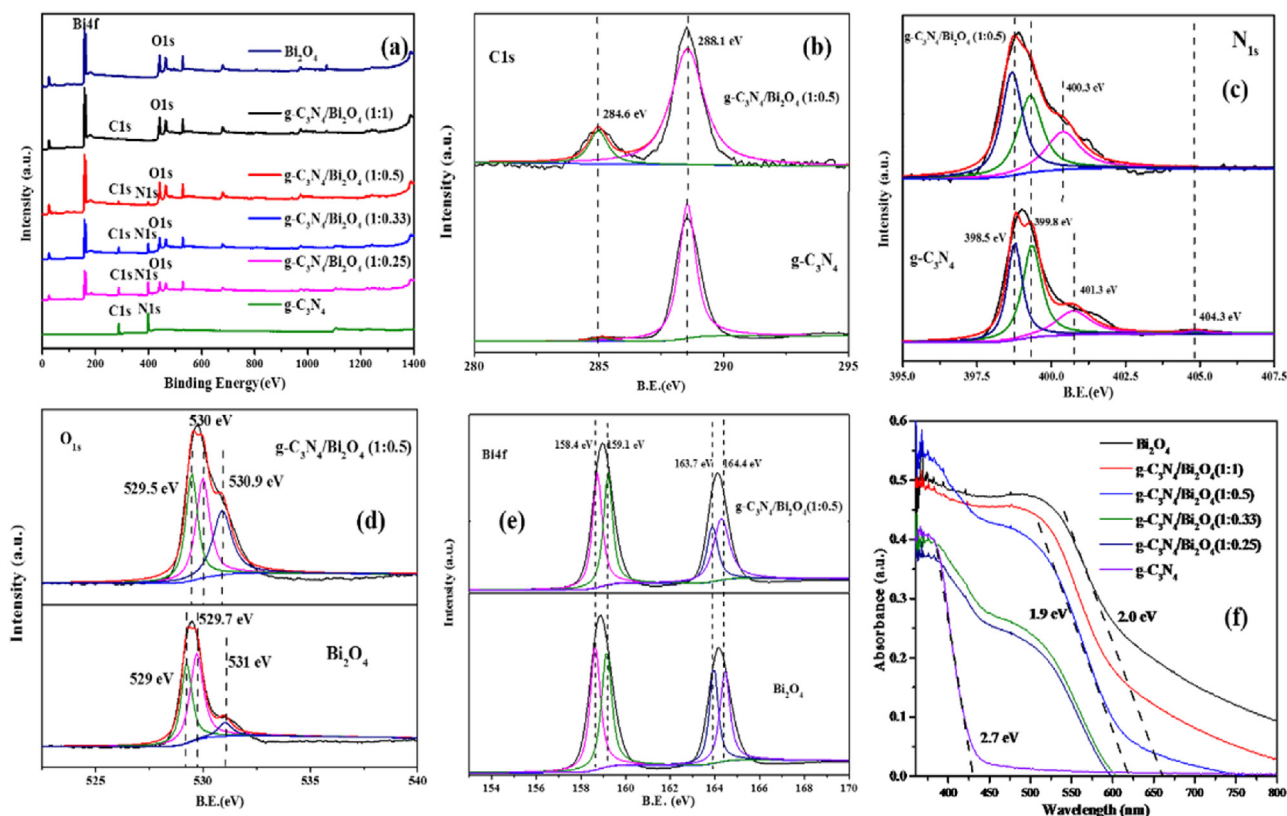 Bi4f
O1s
(a)
Bi₂O₄
O1s
C1s
g-C₃N₄/Bi₂O₄ (1:1)
O1s
C1s N1s
g-C₃N₄/Bi₂O₄ (1:0.5)
O1s
C1s N1s
g-C₃N₄/Bi₂O₄ (1:0.33)
O1s
C1s N1s
g-C₃N₄/Bi₂O₄ (1:0.25)
C1s N1s
g-C₃N₄
Intensity (a.u.)
0 200 400 600 800 1000 1200 1400
Binding Energy(eV)
C1s
288.1 eV
(b)
g-C₃N₄/Bi₂O₄ (1:0.5)
284.6 eV
g-C₃N₄
Intensity (a.u.)
280 285 290 295
B.E.(eV)
g-C₃N₄/Bi₂O₄ (1:0.5)
N₁s
400.3 eV
(c)
399.8 eV
398.5 eV
g-C₃N₄
401.3 eV
404.3 eV
Intensity (a.u.)
395.0 397.5 400.0 402.5 405.0 407.5
B.E.(eV)
O₁s
530 eV
g-C₃N₄/Bi₂O₄ (1:0.5)
529.5 eV
530.9 eV
(d)
529.7 eV
529 eV
531 eV
Bi₂O₄
Intensity (a.u.)
525 530 535 540
B.E.(eV)
Bi4f
158.4 eV
159.1 eV
163.7 eV
164.4 eV
g-C₃N₄/Bi₂O₄(1:0.5)
(e)
Bi₂O₄
Intensity (a.u.)
154 156 158 160 162 164 166 168 170
B.E. (eV)
0.6
0.5
0.4
0.3
0.2
0.1
0.0
Absorbance (a.u.)
Bi₂O₄
g-C₃N₄/Bi₂O₄(1:1)
g-C₃N₄/Bi₂O₄(1:0.5)
g-C₃N₄/Bi₂O₄(1:0.33)
g-C₃N₄/Bi₂O₄(1:0.25)
g-C₃N₄
1.9 eV
2.0 eV
(f)
2.7 eV
400 450 500 550 600 650 700 750 800
Wavelength (nm)